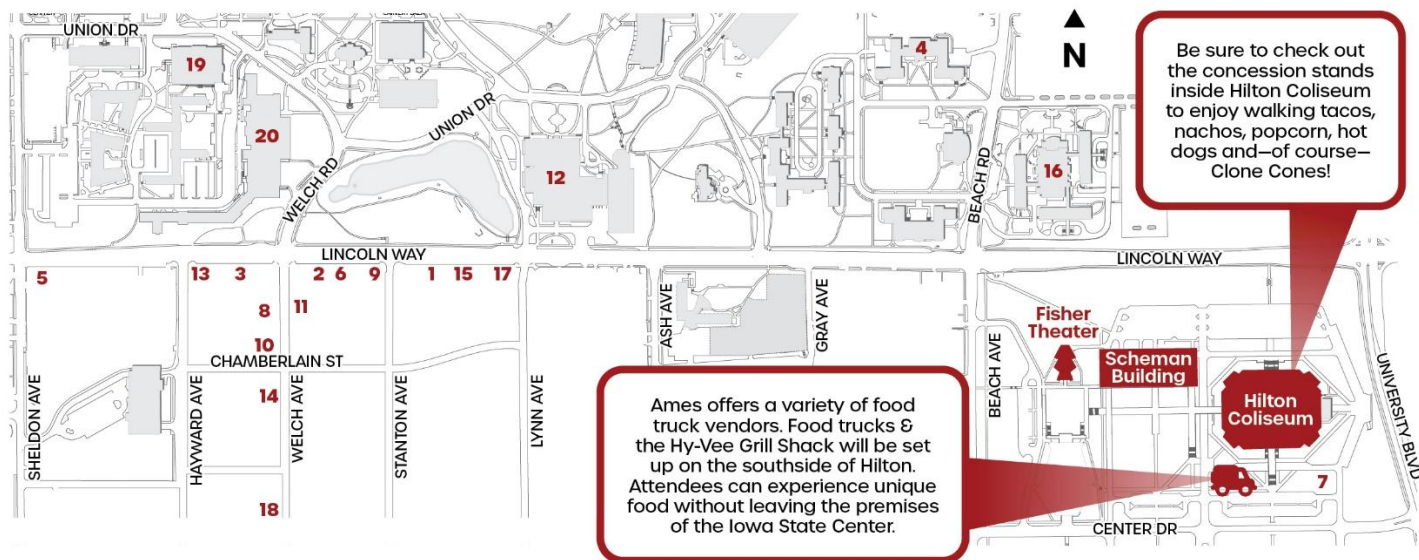 UNION DR
19
20
WELCH RD
UNION DR
12
4
N
BEACH RD
16
Be sure to check out
the concession stands
inside Hilton Coliseum
to enjoy walking tacos,
nachos, popcorn, hot
dogs and—of course—
Clone Cones!
LINCOLN WAY
LINCOLN WAY
5
13
3
2
6
9
1
15
17
8
11
10
CHAMBERLAIN ST
14
18
SHELDON AVE
HAYWARD AVE
WELCH AVE
STANTON AVE
LYNN AVE
ASH AVE
GRAY AVE
BEACH AVE
UNIVERSITY BLVD
Fisher
Theater
Scheman
Building
Hilton
Coliseum
Ames offers a variety of food
truck vendors. Food trucks &
the Hy-Vee Grill Shack will be set
up on the southside of Hilton.
Attendees can experience unique
food without leaving the premises
of the Iowa State Center.
7
CENTER DR